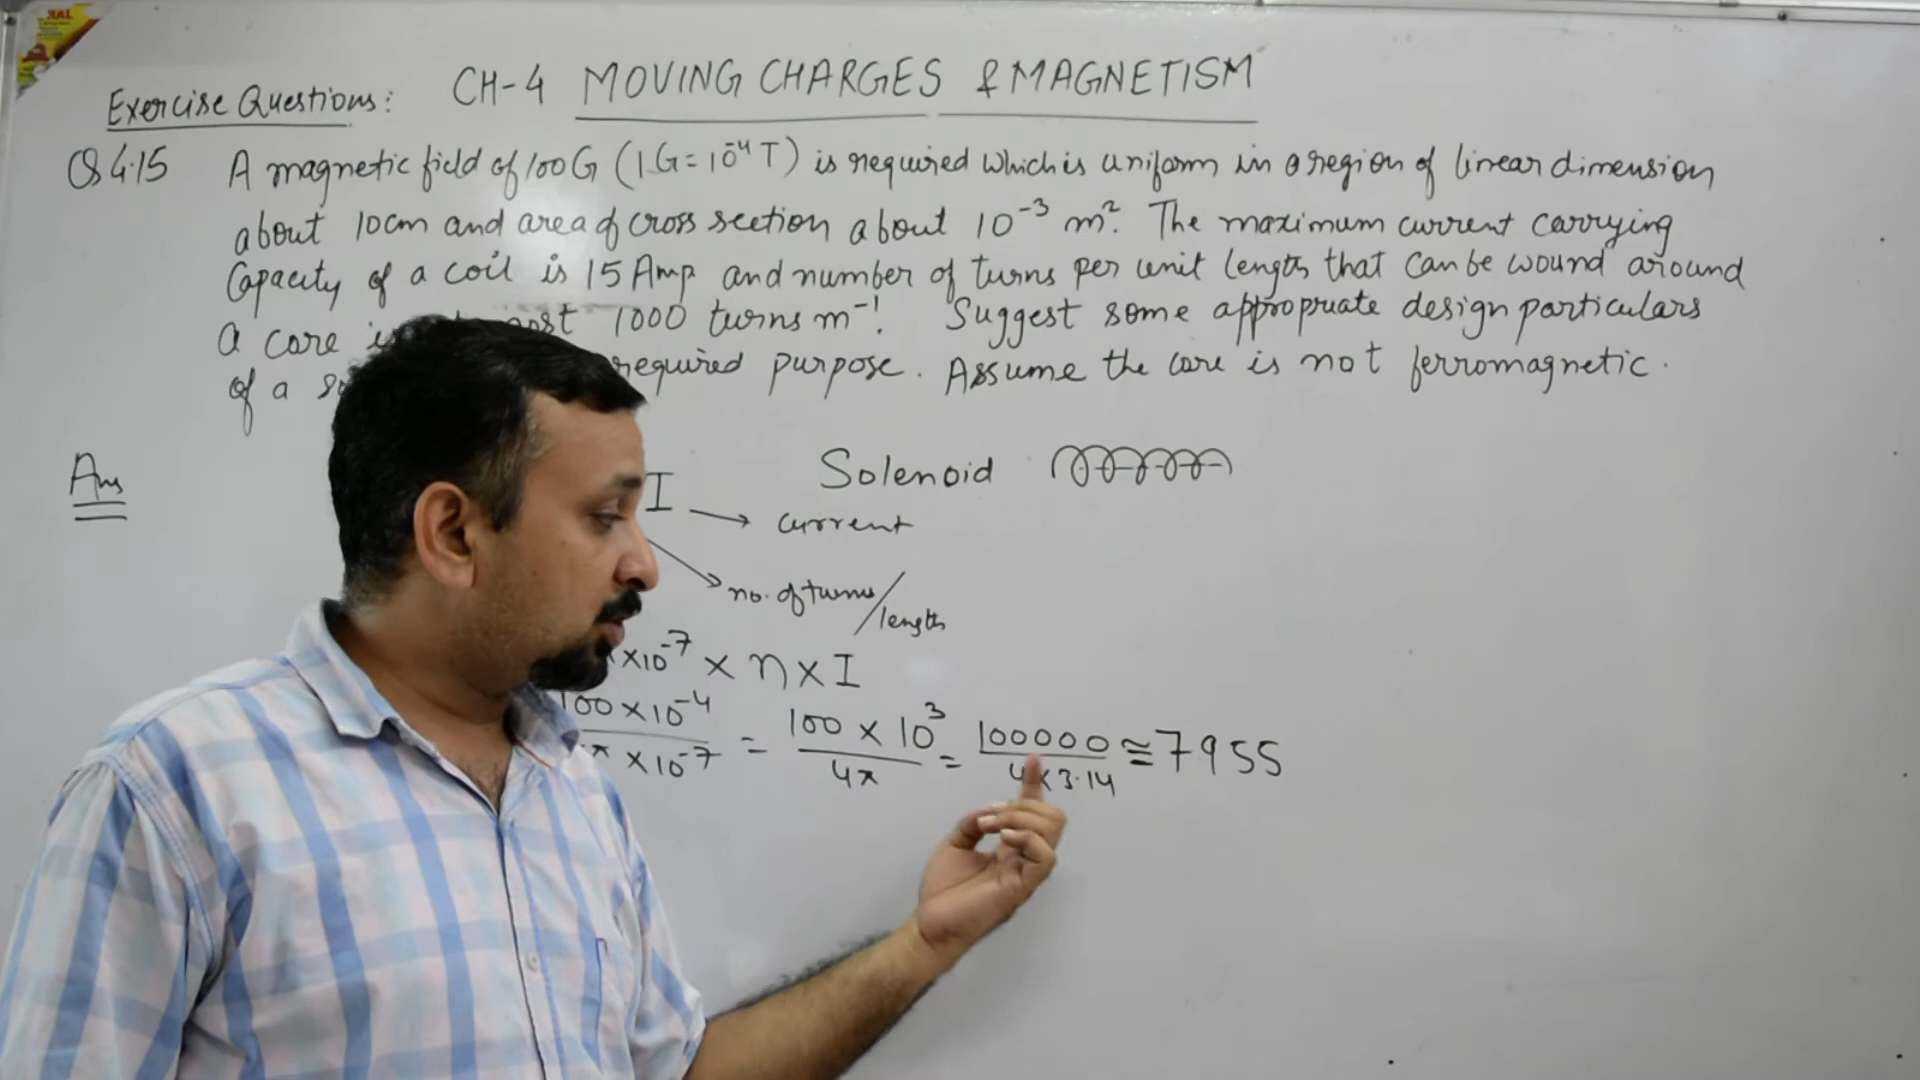 CH-4 MOVING CHARGES & MAGNETISM
Exercise Questions:
Q 4.15 A magnetic field of 100G (1G = 10⁻⁴ T) is required which is uniform in a region of linear dimension
about 10cm and area of cross section about 10⁻³ m². The maximum current carrying
Capacity of a coil is 15 Amp and number of turns per unit length that can be wound around
a core is 1000 turns m⁻¹. Suggest some appropriate design particulars
of a required purpose. Assume the core is not ferromagnetic.
Ans I Solenoid
→ current
no. of turns/length
×10⁻⁷ × n × I
100×10⁻⁴ / π ×10⁻⁷ = 100 × 10³ / 4π = 100000 / 4×3.14 ≅ 7955